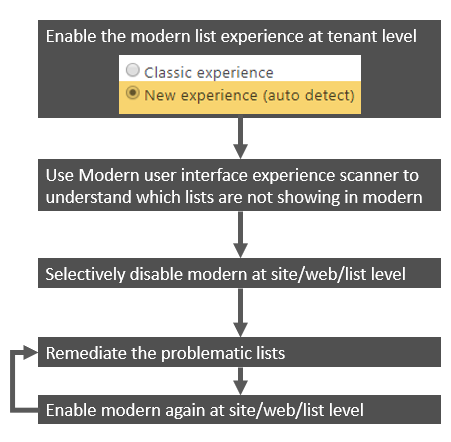 Enable the modern list experience at tenant level
Classic experience
New experience (auto detect)
Use Modern user interface experience scanner to
understand which lists are not showing in modern
Selectively disable modern at site/web/list level
Remediate the problematic lists
Enable modern again at site/web/list level